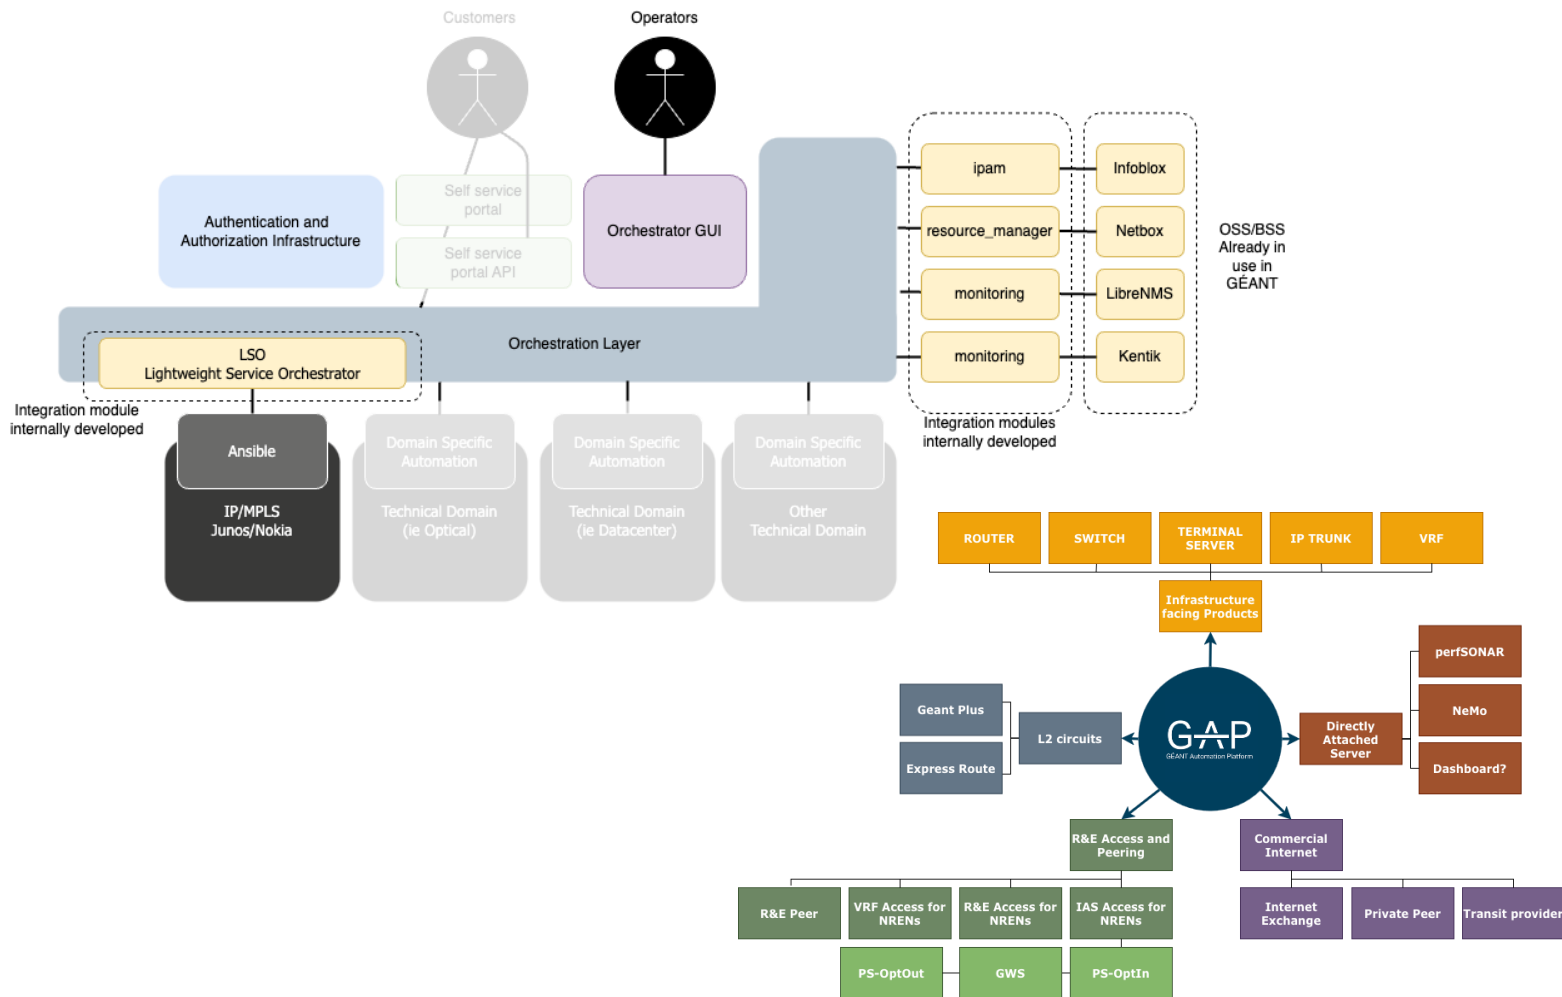 Customers
Operators
Authentication and
Authorization Infrastructure
Self service
portal
Self service
portal API
Orchestrator GUI
Orchestration Layer
LSO
Lightweight Service Orchestrator
Integration module
internally developed
ipam
resource_manager
monitoring
monitoring
Infoblox
Netbox
LibreNMS
Kentik
OSS/BSS
Already in
use in
GÉANT
Integration modules
internally developed
Ansible
IP/MPLS
Junos/Nokia
Domain Specific
Automation
Technical Domain
(ie Optical)
Domain Specific
Automation
Technical Domain
(ie Datacenter)
Domain Specific
Automation
Other
Technical Domain
ROUTER
SWITCH
TERMINAL
SERVER
IP TRUNK
VRF
Infrastructure
facing Products
Geant Plus
Express Route
L2 circuits
GAP
GÉANT Automation Platform
Directly
Attached
Server
perfSONAR
NeMo
Dashboard?
R&E Access and
Peering
Commercial
Internet
R&E Peer
VRF Access for
NRENs
R&E Access for
NRENs
IAS Access for
NRENs
Internet
Exchange
Private Peer
Transit provider
PS-OptOut
GWS
PS-OptIn